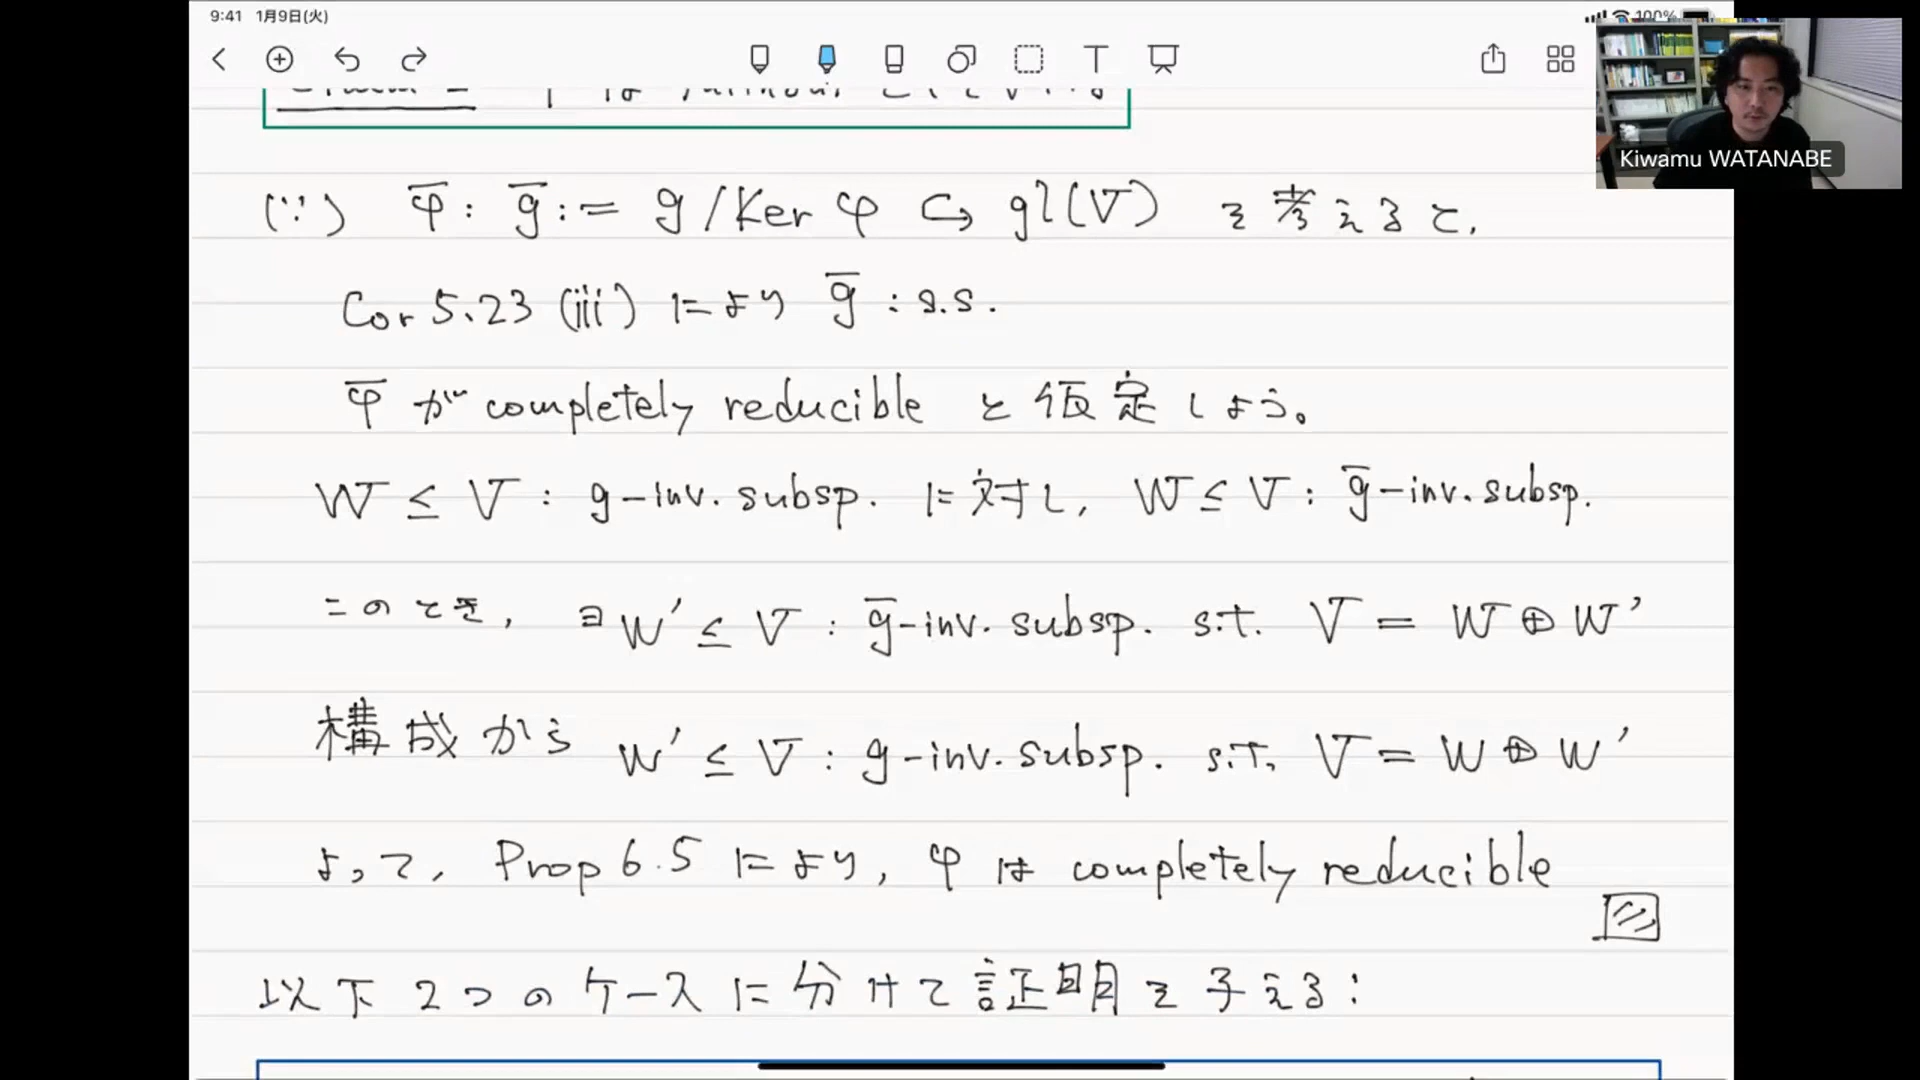 9:41 1月9日(火)
100%
Kiwamu WATANABE
(∵) φ̄ : ḡ := g/Ker φ ↪ gl(V) を考えると,
Cor 5.23 (iii) により ḡ : s.s.
φ̄ が completely reducible と仮定しよう。
W ≤ V : g-inv. subsp. に対し, W ≤ V : ḡ-inv. subsp.
このとき, ∃W' ≤ V : ḡ-inv. subsp. s.t. V = W ⊕ W'
構成から W' ≤ V : g-inv. subsp. s.t. V = W ⊕ W'
よって, Prop 6.5 により, φ は completely reducible
以下 2つのケースに分けて証明を予える: